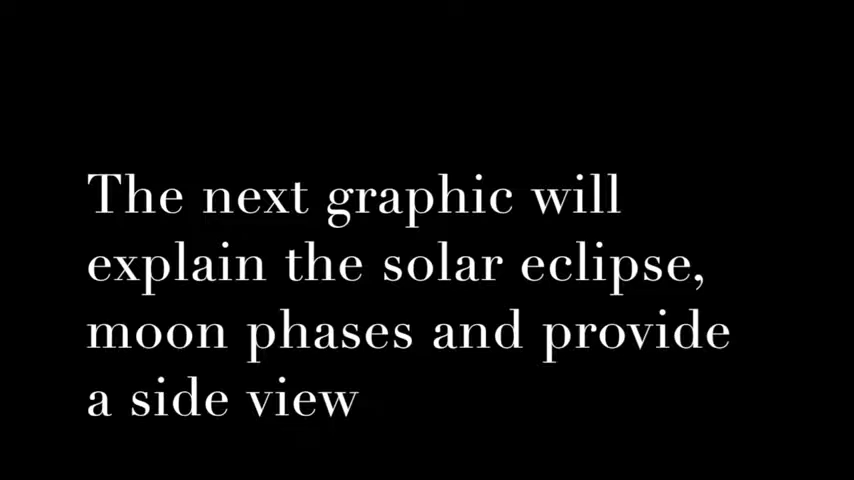 The next graphic will
explain the solar eclipse,
moon phases and provide
a side view